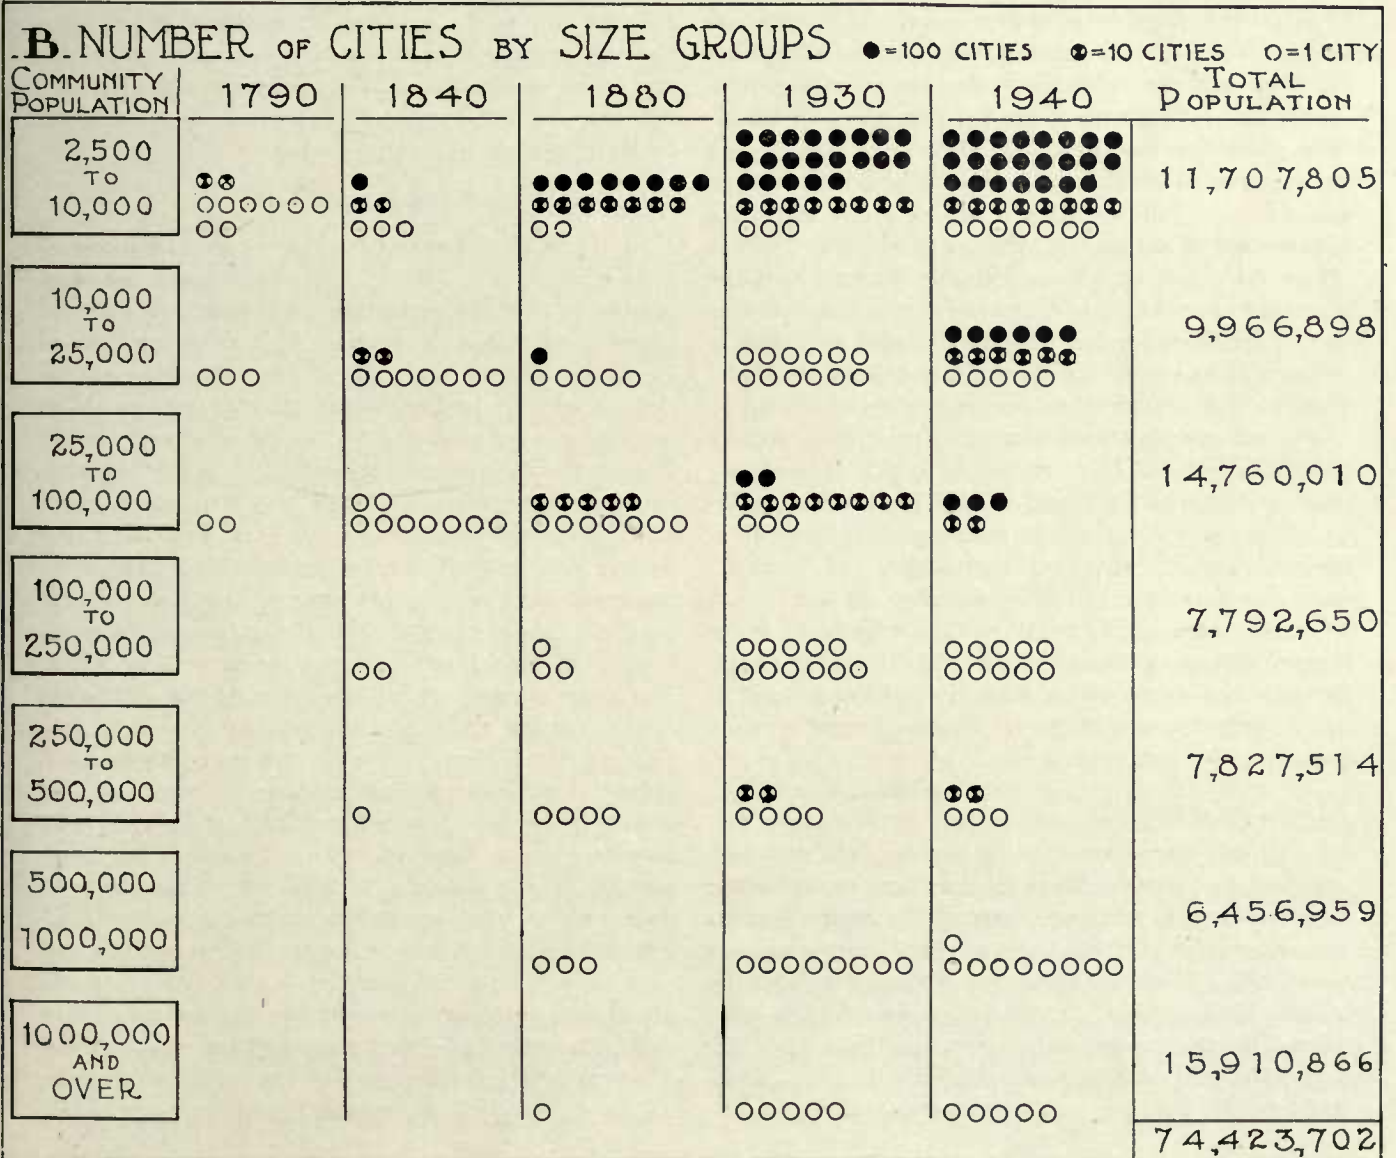 .B. NUMBER OF CITIES BY SIZE GROUPS ●=100 CITIES ⊗=10 CITIES O=1 CITY
COMMUNITY POPULATION 1790 1840 1880 1930 1940 TOTAL POPULATION
2,500 TO 10,000 11,707,805
10,000 TO 25,000 9,966,898
25,000 TO 100,000 14,760,010
100,000 TO 250,000 7,792,650
250,000 TO 500,000 7,827,514
500,000 1000,000 6,456,959
1000,000 AND OVER 15,910,866
74,423,702